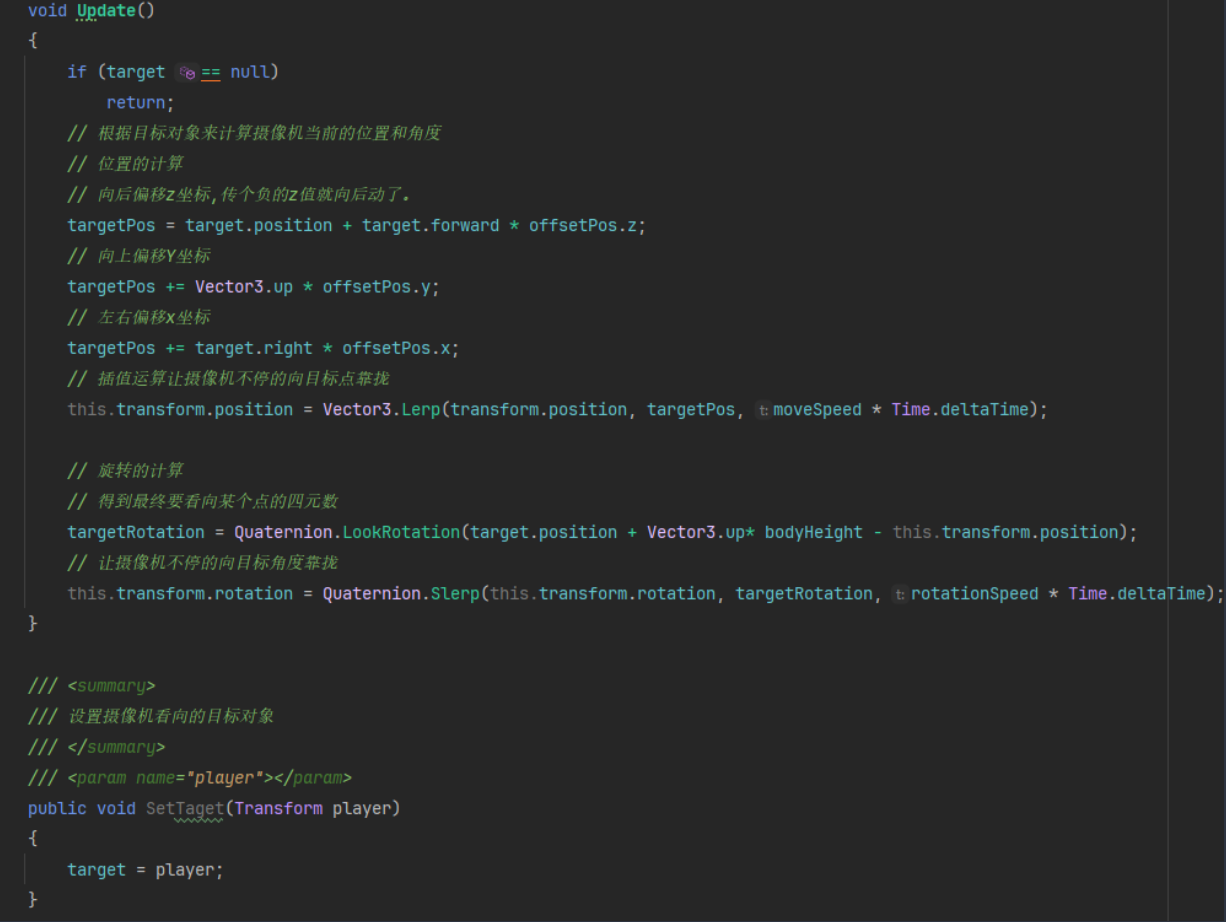 void Update()
{
if (target == null)
return;
// 根据目标对象来计算摄像机当前的位置和角度
// 位置的计算
// 向后偏移z坐标,传个负的z值就向后动了.
targetPos = target.position + target.forward * offsetPos.z;
// 向上偏移Y坐标
targetPos += Vector3.up * offsetPos.y;
// 左右偏移x坐标
targetPos += target.right * offsetPos.x;
// 插值运算让摄像机不停的向目标点靠拢
this.transform.position = Vector3.Lerp(transform.position, targetPos, t: moveSpeed * Time.deltaTime);
// 旋转的计算
// 得到最终要看向某个点的四元数
targetRotation = Quaternion.LookRotation(target.position + Vector3.up* bodyHeight - this.transform.position);
// 让摄像机不停的向目标角度靠拢
this.transform.rotation = Quaternion.Slerp(this.transform.rotation, targetRotation, t: rotationSpeed * Time.deltaTime);
}
/// <summary>
/// 设置摄像机看向的目标对象
/// </summary>
/// <param name="player"></param>
public void SetTaget(Transform player)
{
target = player;
}